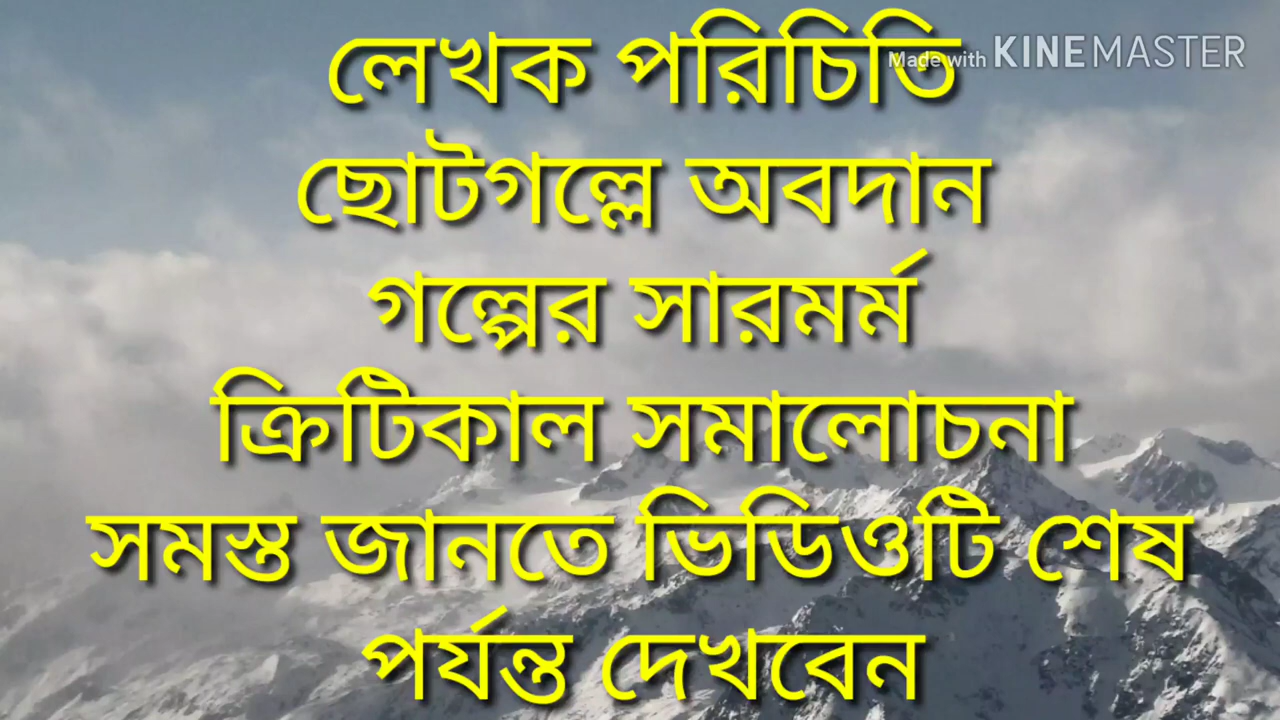 লেখক পরিচিতি
Made with KINEMASTER
ছোটগল্পে অবদান
গল্পের সারমর্ম
ক্রিটিকাল সমালোচনা
সমস্ত জানতে ভিডিওটি শেষ
পর্যন্ত দেখবেন